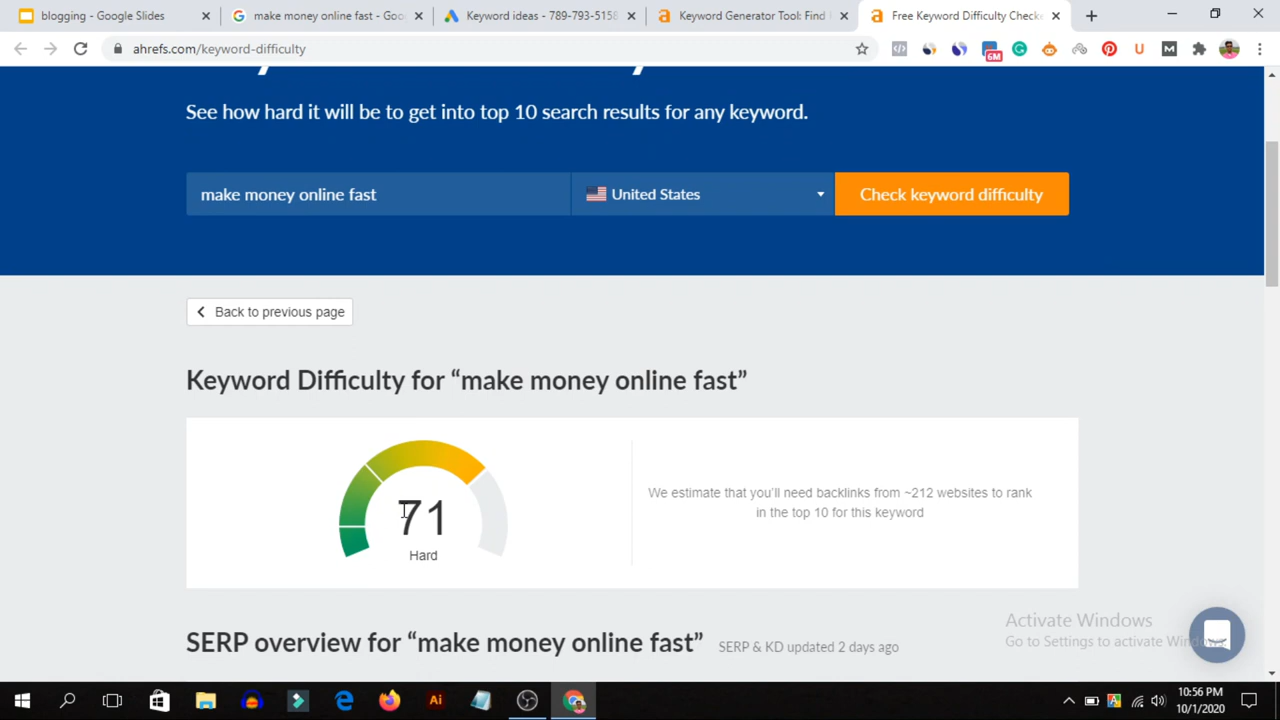 blogging - Google Slides
make money online fast - Goo
Keyword ideas - 789-793-5158
Keyword Generator Tool: Find
Free Keyword Difficulty Checke
ahrefs.com/keyword-difficulty
6M
See how hard it will be to get into top 10 search results for any keyword.
make money online fast
United States
Check keyword difficulty
Back to previous page
Keyword Difficulty for “make money online fast”
71
Hard
We estimate that you’ll need backlinks from ~212 websites to rank
in the top 10 for this keyword
SERP overview for “make money online fast”
SERP & KD updated 2 days ago
Activate Windows
Go to Settings to activate Windows.
Ai
10:56 PM
10/1/2020